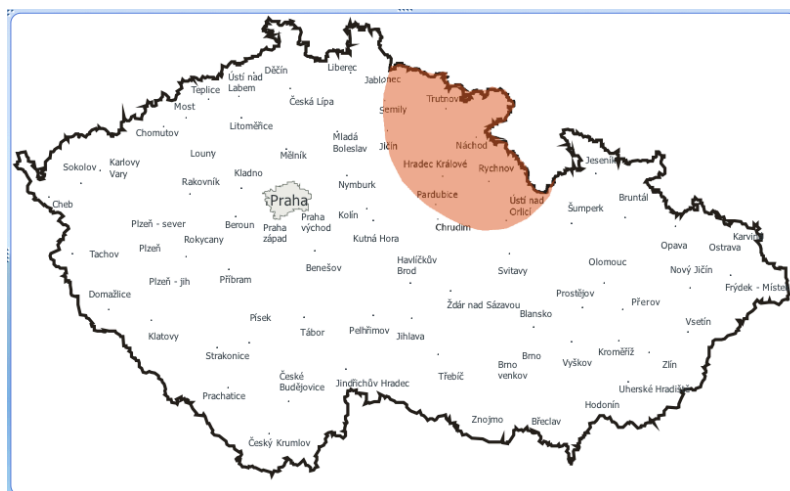 Liberec
Děčín
Jablonec
Ústí nad
Labem
Teplice
Trutnov
Česká Lípa
Most
Semily
Litoměřice
Chomutov
Mladá
Boleslav
Jičín
Náchod
Louny
Mělník
Karlovy
Vary
Sokolov
Hradec Králové
Rychnov
Jeseník
Kladno
Rakovník
Nymburk
Pardubice
Bruntál
Cheb
Praha
Ústí nad
Orlicí
Šumperk
Kolín
Praha
východ
Plzeň - sever
Beroun
Praha
západ
Chrudim
Kutná Hora
Rokycany
Karviná
Opava
Ostrava
Plzeň
Tachov
Havlíčkův
Brod
Olomouc
Benešov
Svitavy
Nový Jičín
Plzeň - jih
Příbram
Frýdek - Místek
Domažlice
Prostějov
Přerov
Ždár nad Sázavou
Blansko
Písek
Vsetín
Tábor
Pelhřimov
Jihlava
Klatovy
Kroměříž
Strakonice
Brno
Vyškov
Zlín
Brno
venkov
Třebíč
České
Budějovice
Jindřichův Hradec
Uherské Hradiště
Prachatice
Hodonín
Znojmo
Břeclav
Český Krumlov